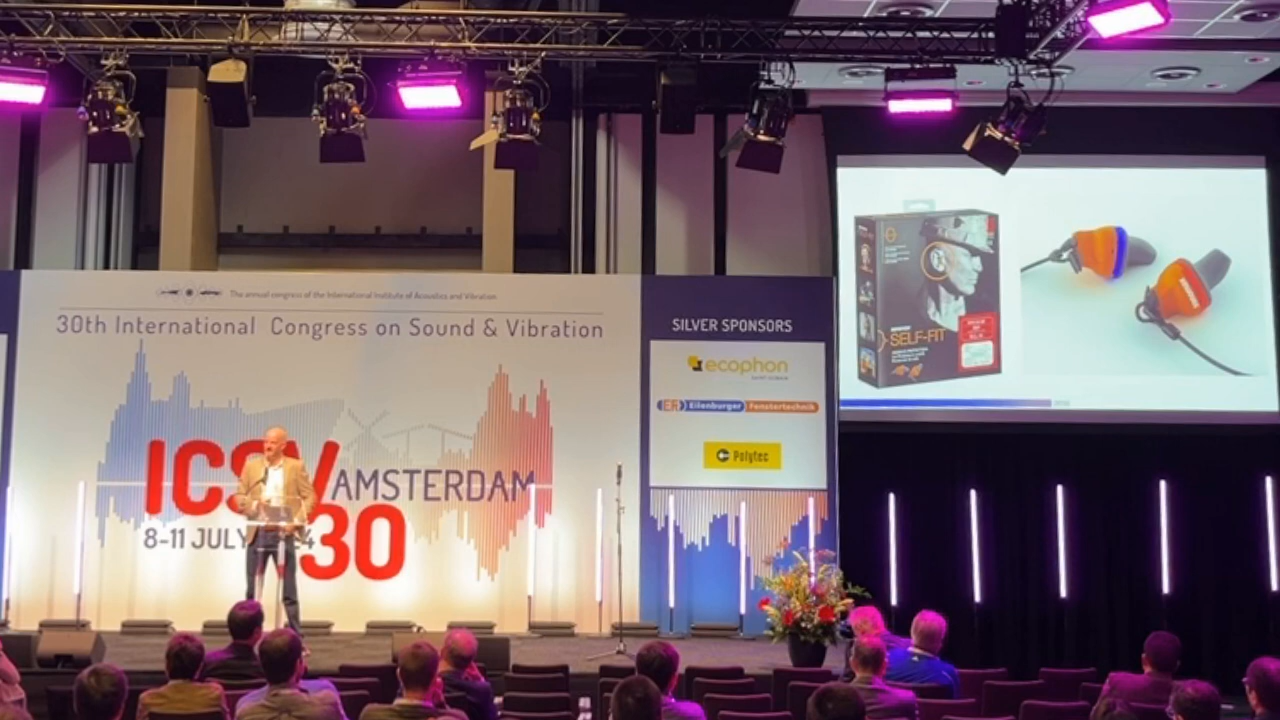 The annual congress of the International Institute of Acoustics and Vibration
30th International Congress on Sound & Vibration
ICSV AMSTERDAM
8-11 JULY
30
SILVER SPONSORS
ecophon
Eilenburger Fenstertechnik
Polytec
SELF-FIT